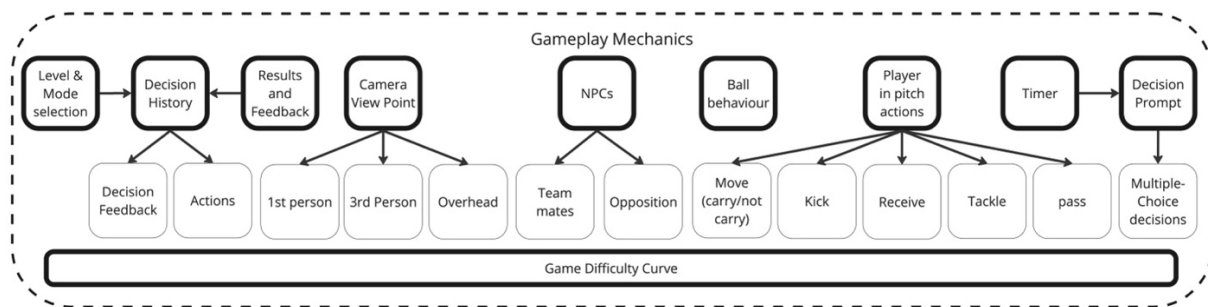 Gameplay Mechanics
Level &
Mode
selection
Decision
History
Results
and
Feedback
Camera
View Point
NPCs
Ball
behaviour
Player
in pitch
actions
Timer
Decision
Prompt
Decision
Feedback
Actions
1st person
3rd Person
Overhead
Team
mates
Opposition
Move
(carry/not
carry)
Kick
Receive
Tackle
pass
Multiple-
Choice
decisions
Game Difficulty Curve